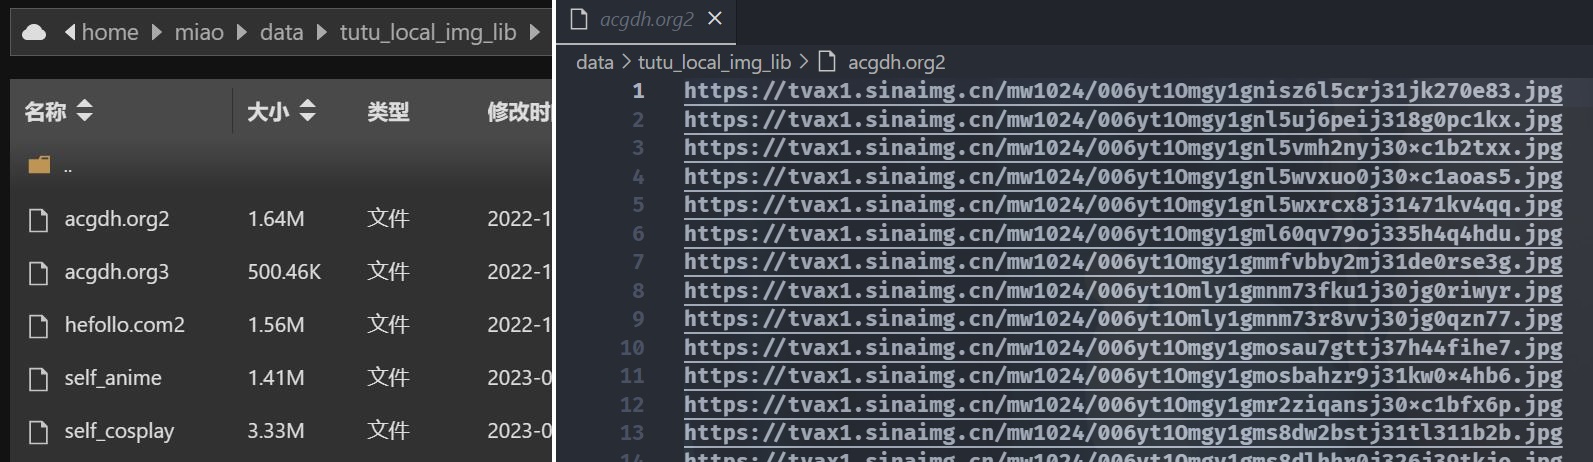 home miao data tutu_local_img_lib
名称 大小 类型 修改时
..
acgdh.org2 1.64M 文件 2022-1
acgdh.org3 500.46K 文件 2022-1
hefollo.com2 1.56M 文件 2022-1
self_anime 1.41M 文件 2023-0
self_cosplay 3.33M 文件 2023-0
acgdh.org2 ×
data > tutu_local_img_lib > acgdh.org2
1 https://tvax1.sinaimg.cn/mw1024/006yt1Omgy1gnisz6l5crj31jk270e83.jpg
2 https://tvax1.sinaimg.cn/mw1024/006yt1Omgy1gnl5uj6peij318g0pc1kx.jpg
3 https://tvax1.sinaimg.cn/mw1024/006yt1Omgy1gnl5vmh2nyj30×c1b2txx.jpg
4 https://tvax1.sinaimg.cn/mw1024/006yt1Omgy1gnl5wvxuo0j30×c1aoas5.jpg
5 https://tvax1.sinaimg.cn/mw1024/006yt1Omgy1gnl5wxrcx8j31471kv4qq.jpg
6 https://tvax1.sinaimg.cn/mw1024/006yt1Omgy1gml60qv79oj335h4q4hdu.jpg
7 https://tvax1.sinaimg.cn/mw1024/006yt1Omgy1gmmfvbby2mj31de0rse3g.jpg
8 https://tvax1.sinaimg.cn/mw1024/006yt1Omly1gmnm73fku1j30jg0riwyr.jpg
9 https://tvax1.sinaimg.cn/mw1024/006yt1Omly1gmnm73r8vvj30jg0qzn77.jpg
10 https://tvax1.sinaimg.cn/mw1024/006yt1Omgy1gmosau7gttj37h44fihe7.jpg
11 https://tvax1.sinaimg.cn/mw1024/006yt1Omgy1gmosbahzr9j31kw0×4hb6.jpg
12 https://tvax1.sinaimg.cn/mw1024/006yt1Omgy1gmr2ziqansj30×c1bfx6p.jpg
13 https://tvax1.sinaimg.cn/mw1024/006yt1Omgy1gms8dw2bstj31tl311b2b.jpg